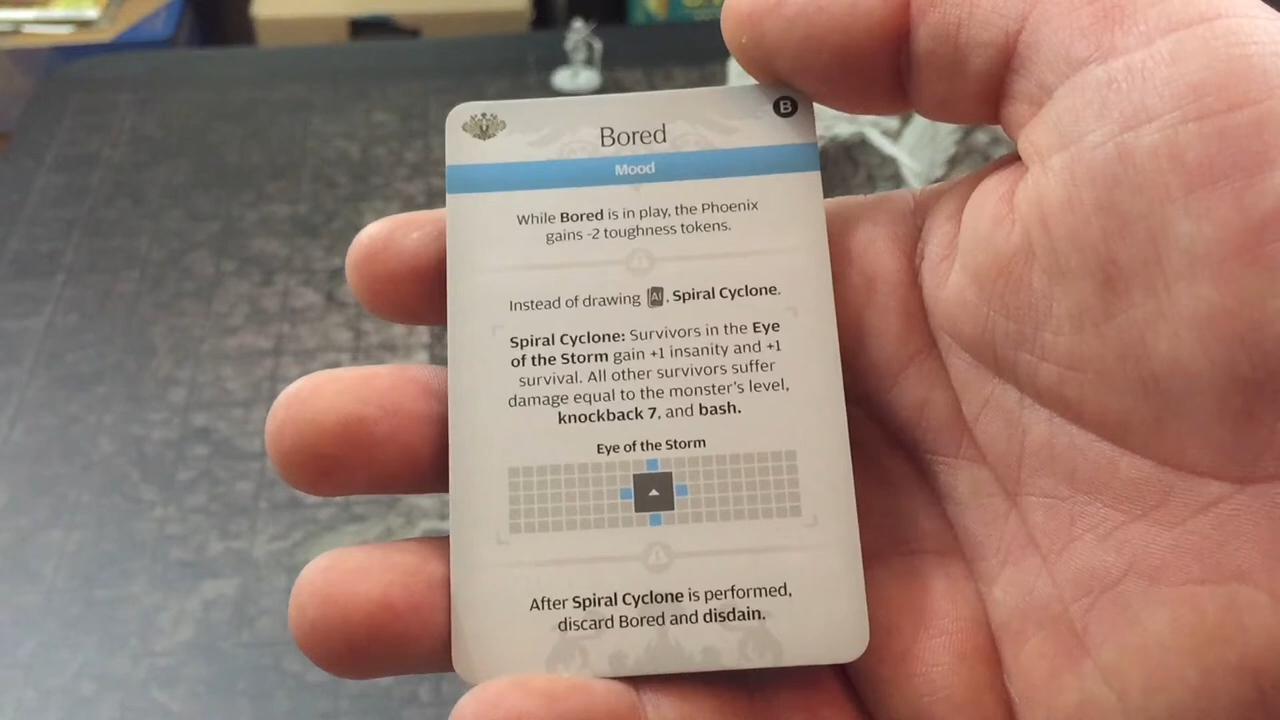 B
Bored
Mood
While Bored is in play, the Phoenix
gains -2 toughness tokens.
Instead of drawing AI, Spiral Cyclone.
Spiral Cyclone: Survivors in the Eye
of the Storm gain +1 insanity and +1
survival. All other survivors suffer
damage equal to the monster's level,
knockback 7, and bash.
Eye of the Storm
After Spiral Cyclone is performed,
discard Bored and disdain.